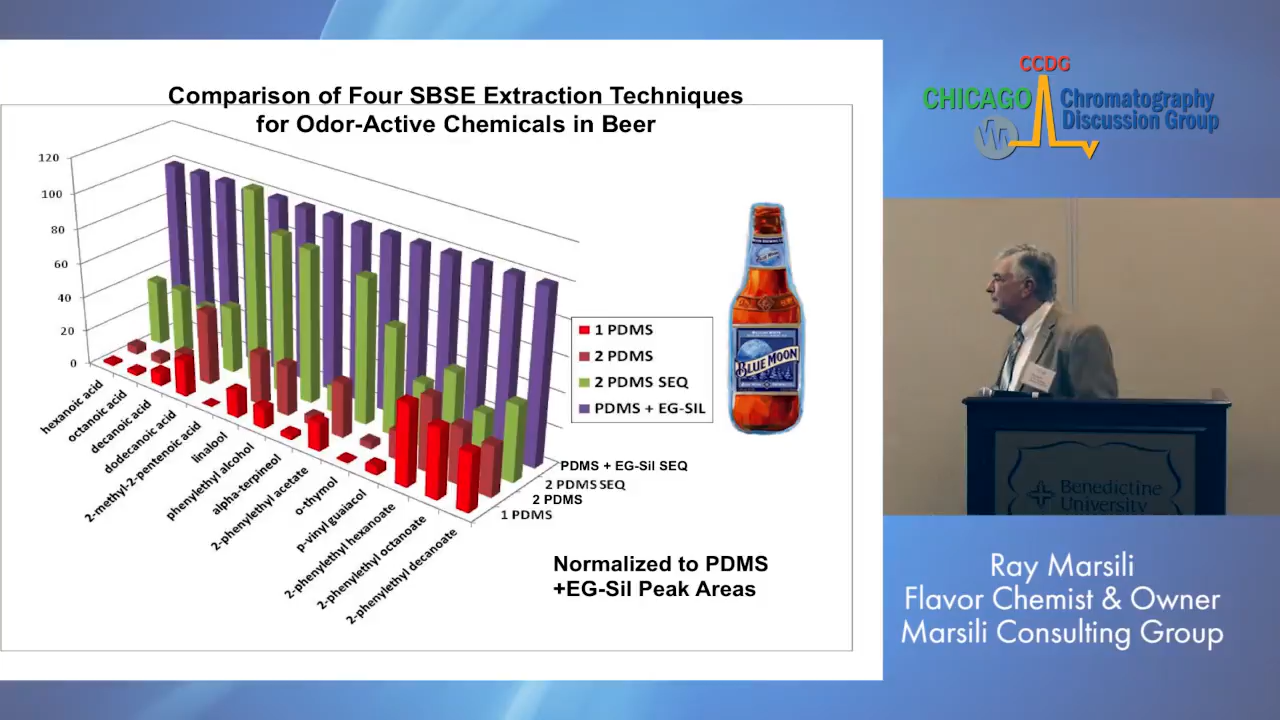 Comparison of Four SBSE Extraction Techniques
for Odor-Active Chemicals in Beer
120
100
80
60
40
20
0
hexanoic acid
octanoic acid
decanoic acid
dodecanoic acid
2-methyl-2-pentenoic acid
linalool
phenylethyl alcohol
alpha-terpineol
2-phenylethyl acetate
o-thymol
p-vinyl guaiacol
2-phenylethyl hexanoate
2-phenylethyl octanoate
2-phenylethyl decanoate
PDMS + EG-Sil SEQ
2 PDMS SEQ
2 PDMS
1 PDMS
1 PDMS
2 PDMS
2 PDMS SEQ
PDMS + EG-SIL
BLUE MOON
Normalized to PDMS
+EG-Sil Peak Areas
CCDG
CHICAGO
Chromatography
Discussion Group
Benedictine
University
Ray Marsili
Flavor Chemist & Owner
Marsili Consulting Group